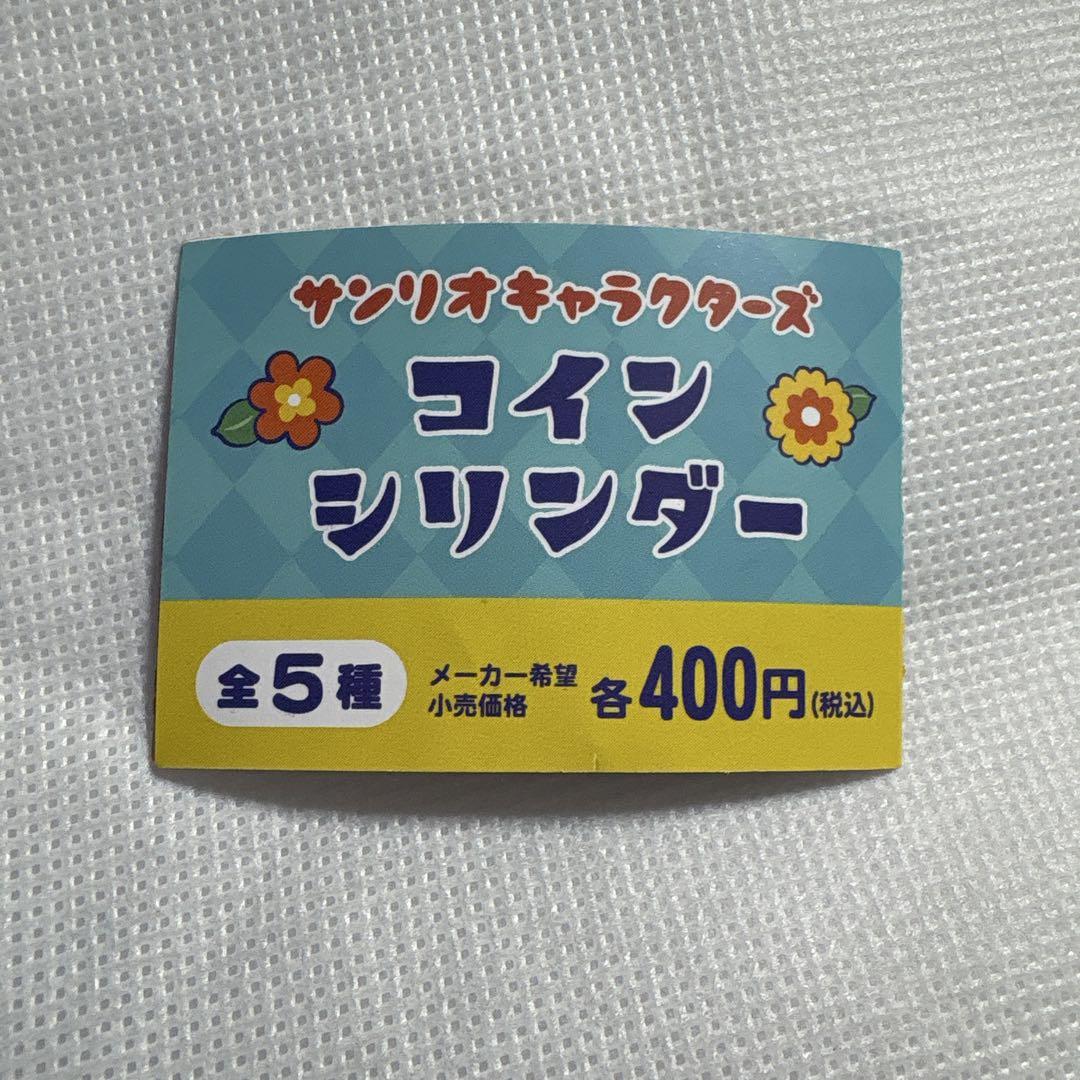 サンリオキャラクターズ
コイン
シリンダー
全5種
メーカー希望
小売価格
各400円(税込)